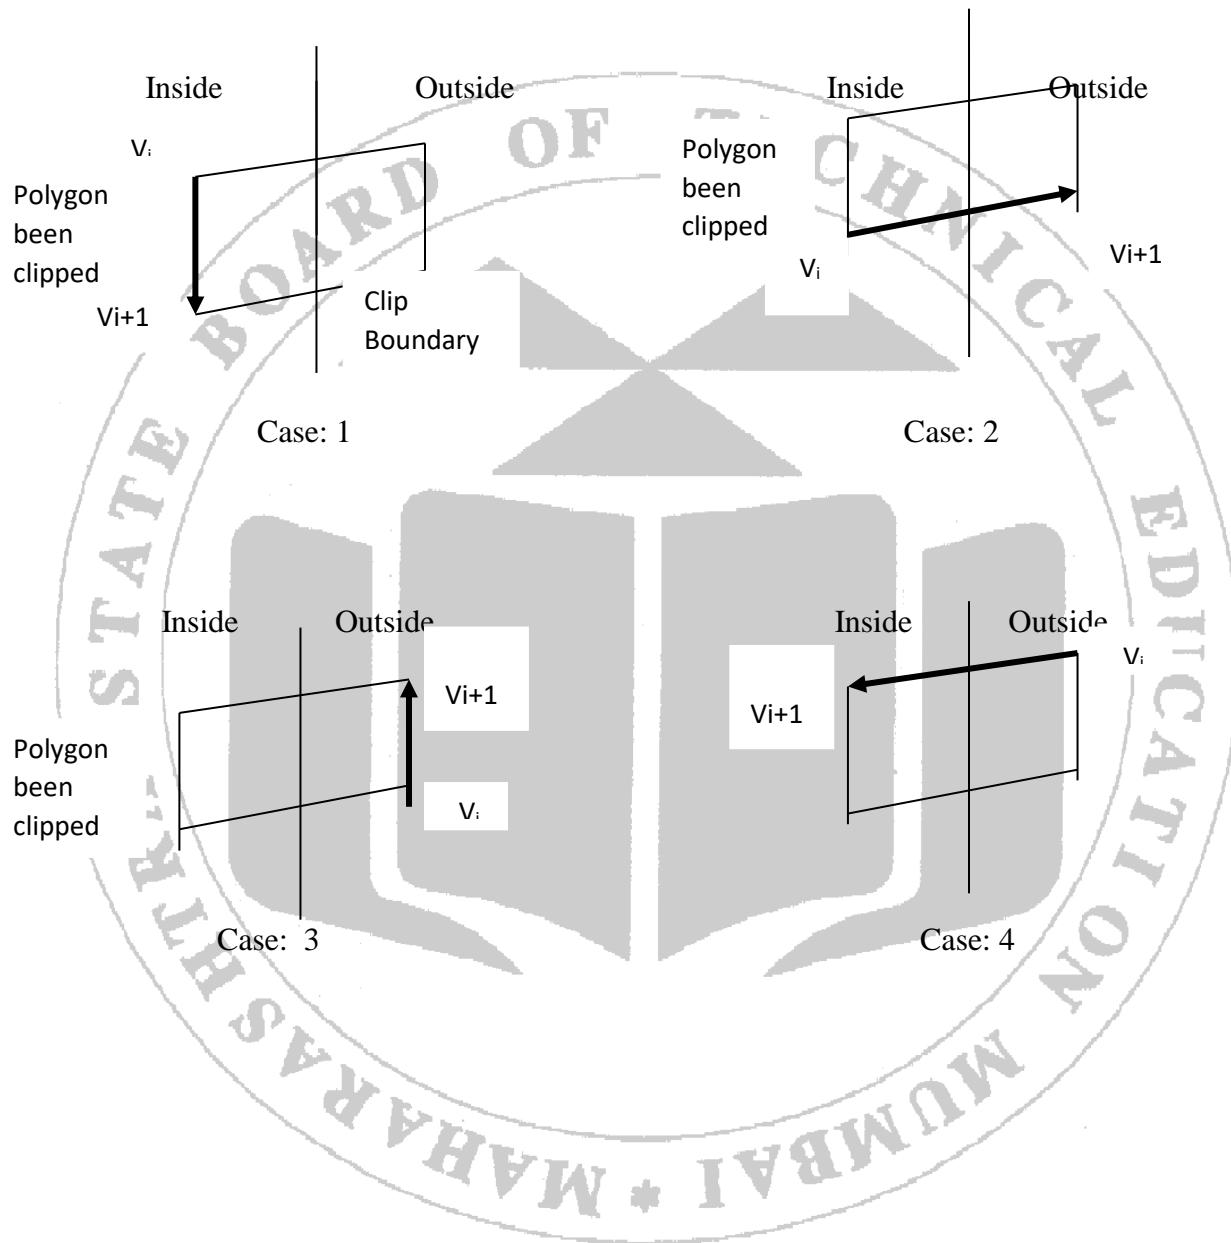 Inside Outside
Vi
Polygon
been
clipped
Vi+1
Clip
Boundary
Case: 1
Inside Outside
Polygon
been
clipped
Vi
Vi+1
Case: 2
Inside Outside
Vi+1
Polygon
been
clipped
Vi
Case: 3
Inside Outside
Vi
Vi+1
Case: 4
MAHARASHTRA STATE BOARD OF TECHNICAL EDUCATION MUMBAI *